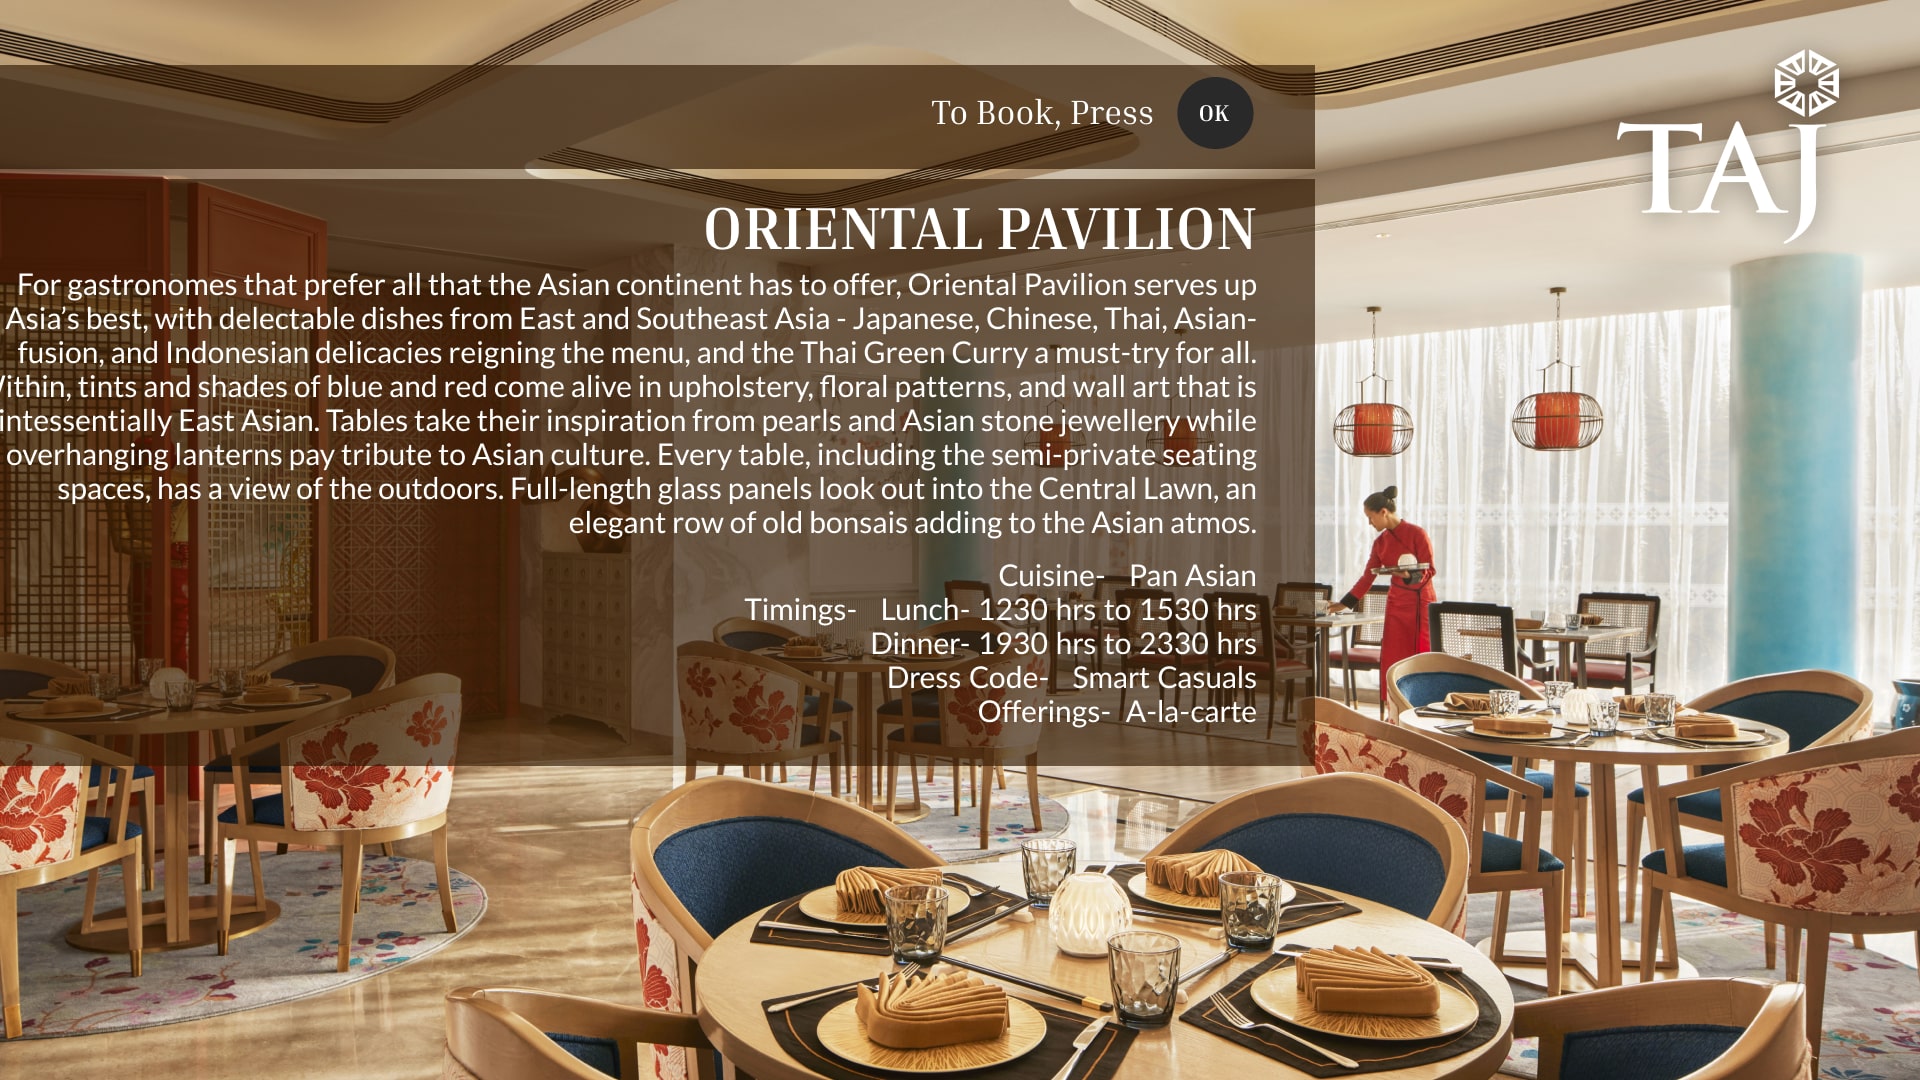 To Book, Press OK
TAJ
ORIENTAL PAVILION
For gastronomes that prefer all that the Asian continent has to offer, Oriental Pavilion serves up
Asia’s best, with delectable dishes from East and Southeast Asia - Japanese, Chinese, Thai, Asian-
fusion, and Indonesian delicacies reigning the menu, and the Thai Green Curry a must-try for all.
ithin, tints and shades of blue and red come alive in upholstery, floral patterns, and wall art that is
intessentially East Asian. Tables take their inspiration from pearls and Asian stone jewellery while
overhanging lanterns pay tribute to Asian culture. Every table, including the semi-private seating
spaces, has a view of the outdoors. Full-length glass panels look out into the Central Lawn, an
elegant row of old bonsais adding to the Asian atmos.
Cuisine- Pan Asian
Timings- Lunch- 1230 hrs to 1530 hrs
Dinner- 1930 hrs to 2330 hrs
Dress Code- Smart Casuals
Offerings- A-la-carte